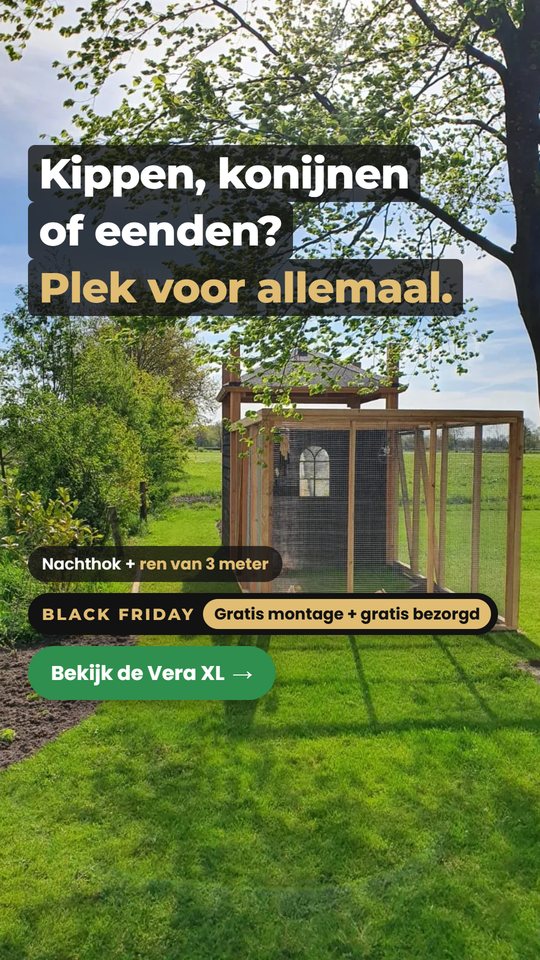 Kippen, konijnen
of eenden?
Plek voor allemaal.
Nachthok + ren van 3 meter
BLACK FRIDAY Gratis montage + gratis bezorgd
Bekijk de Vera XL →